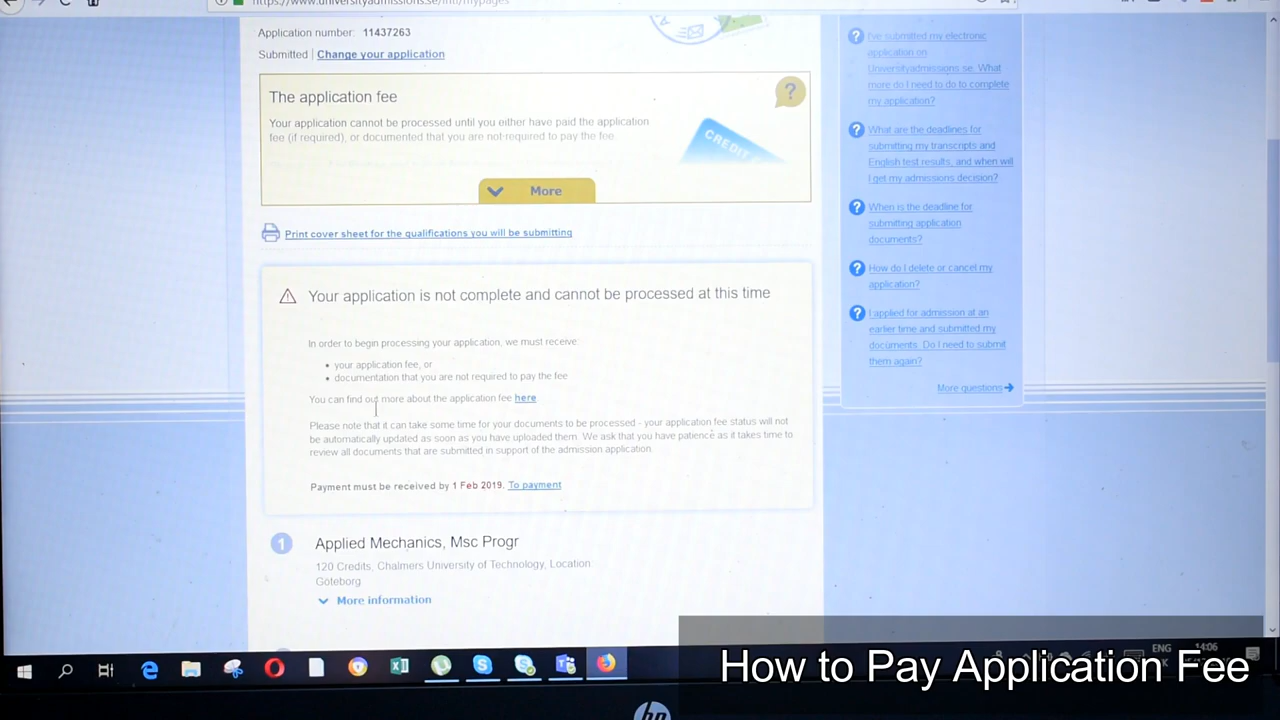 https://www.universityadmissions.se/intl/mypages
Application number: 11437263
Submitted | Change your application
The application fee
Your application cannot be processed until you either have paid the application
fee (if required), or documented that you are not required to pay the fee.
CREDIT
More
Print cover sheet for the qualifications you will be submitting
Your application is not complete and cannot be processed at this time
In order to begin processing your application, we must receive:
• your application fee, or
• documentation that you are not required to pay the fee
You can find out more about the application fee here
Please note that it can take some time for your documents to be processed - your application fee status will not
be automatically updated as soon as you have uploaded them. We ask that you have patience as it takes time to
review all documents that are submitted in support of the admission application.
Payment must be received by 1 Feb 2019. To payment
1 Applied Mechanics, Msc Progr
120 Credits, Chalmers University of Technology, Location:
Goteborg
More information
I've submitted my electronic
application on
Universityadmissions.se. What
more do I need to do to complete
my application?
What are the deadlines for
submitting my transcripts and
English test results, and when will
I get my admissions decision?
When is the deadline for
submitting application
documents?
How do I delete or cancel my
application?
I applied for admission at an
earlier time and submitted my
documents. Do I need to submit
them again?
More questions
ENG
14:06
How to Pay Application Fee
hp